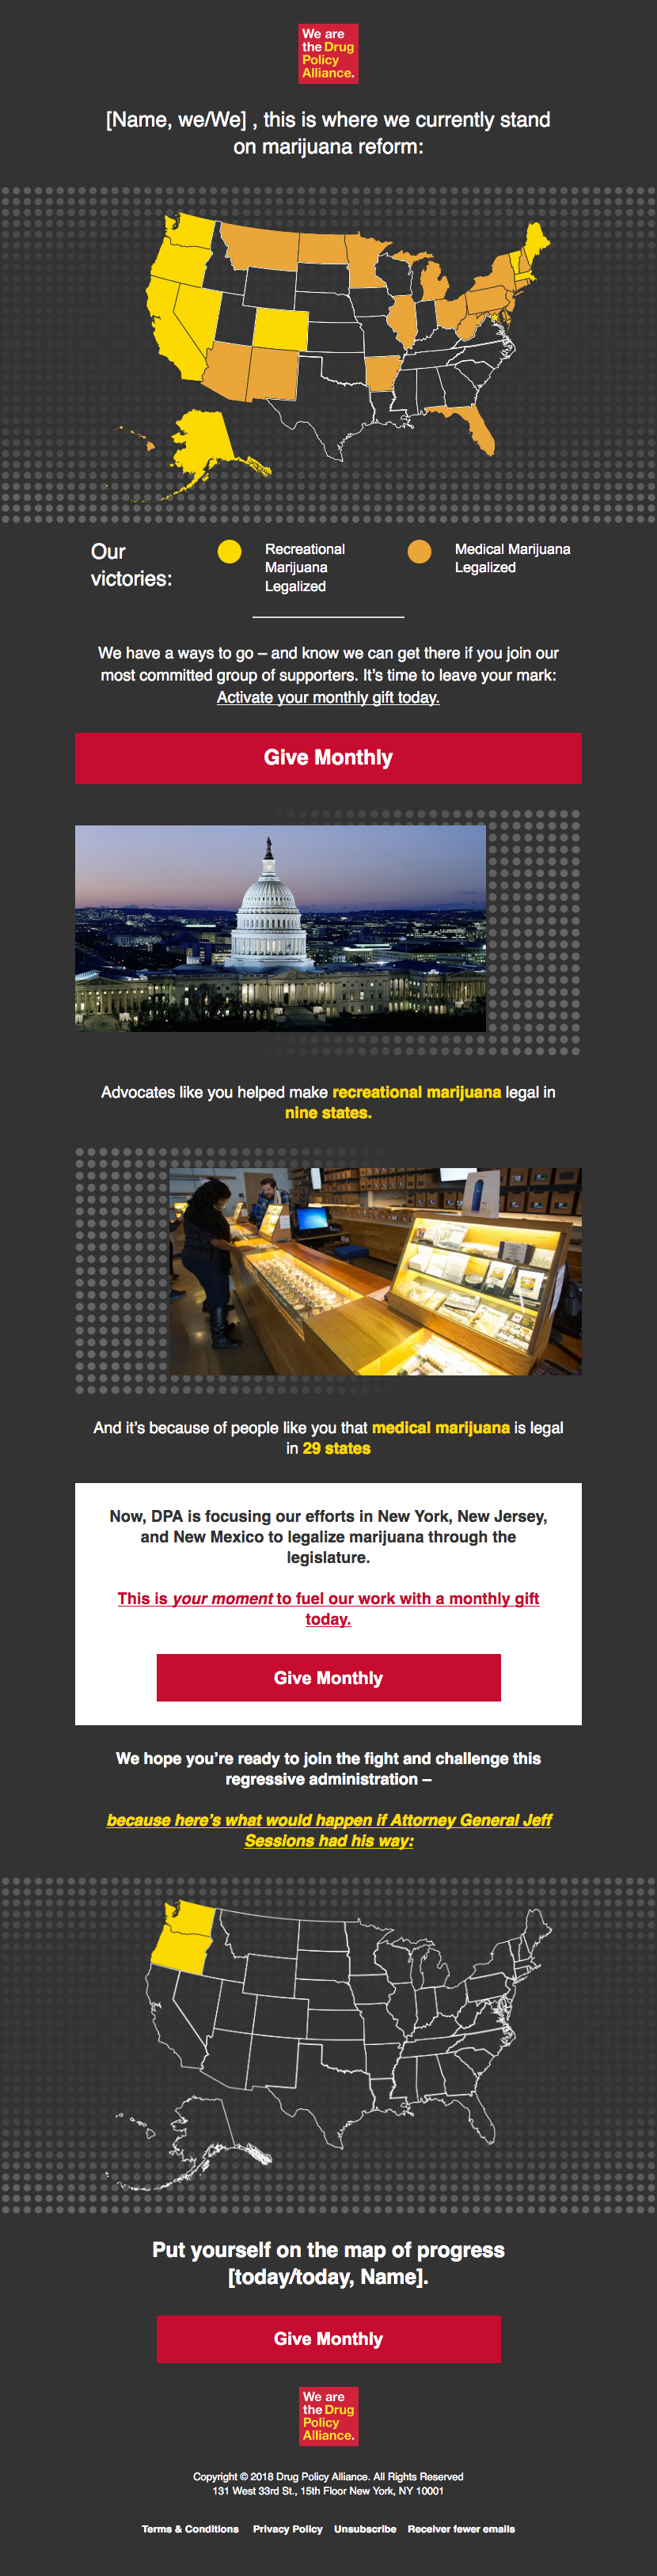 We are
the Drug
Policy
Alliance.
[Name, we/We] , this is where we currently stand
on marijuana reform:
Our
victories:
Recreational
Marijuana
Legalized
Medical Marijuana
Legalized
We have a ways to go – and know we can get there if you join our
most committed group of supporters. It’s time to leave your mark:
Activate your monthly gift today.
Give Monthly
Advocates like you helped make recreational marijuana legal in
nine states.
And it’s because of people like you that medical marijuana is legal
in 29 states
Now, DPA is focusing our efforts in New York, New Jersey,
and New Mexico to legalize marijuana through the
legislature.
This is your moment to fuel our work with a monthly gift
today.
Give Monthly
We hope you’re ready to join the fight and challenge this
regressive administration –
because here’s what would happen if Attorney General Jeff
Sessions had his way:
Put yourself on the map of progress
[today/today, Name].
Give Monthly
We are
the Drug
Policy
Alliance.
Copyright © 2018 Drug Policy Alliance. All Rights Reserved
131 West 33rd St., 15th Floor New York, NY 10001
Terms & Conditions Privacy Policy Unsubscribe Receiver fewer emails